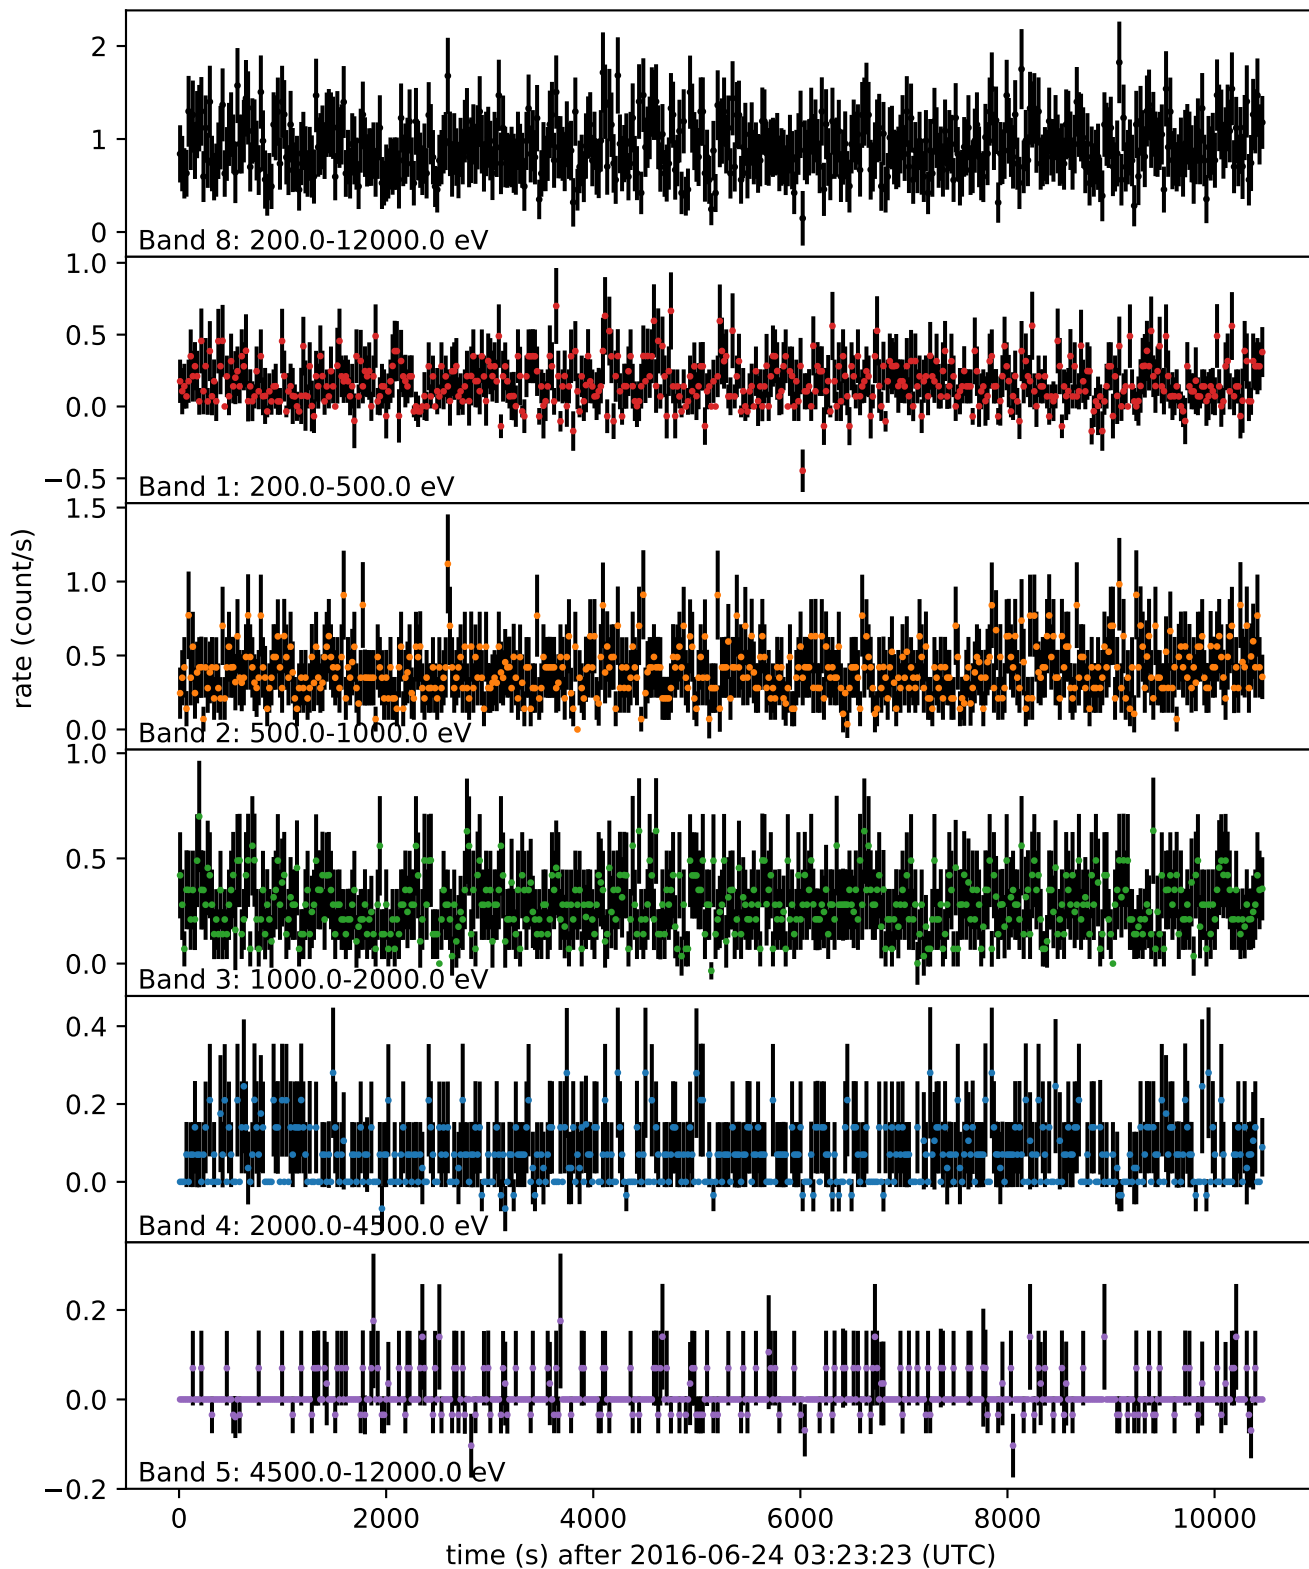 2
1
0
Band 8: 200.0-12000.0 eV
1.0
0.5
0.0
−0.5
Band 1: 200.0-500.0 eV
1.5
1.0
0.5
0.0
Band 2: 500.0-1000.0 eV
rate (count/s)
1.0
0.5
0.0
Band 3: 1000.0-2000.0 eV
0.4
0.2
0.0
Band 4: 2000.0-4500.0 eV
0.2
0.0
−0.2
Band 5: 4500.0-12000.0 eV
0 2000 4000 6000 8000 10000
time (s) after 2016-06-24 03:23:23 (UTC)